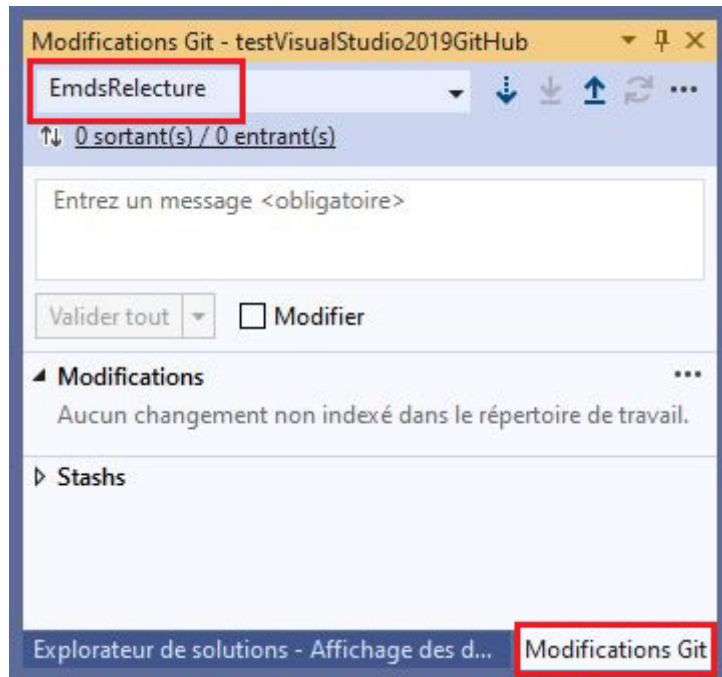 Modifications Git - testVisualStudio2019GitHub
EmdsRelecture
0 sortant(s) / 0 entrant(s)
Entrez un message <obligatoire>
Valider tout
Modifier
Modifications
Aucun changement non indexé dans le répertoire de travail.
Stashs
Explorateur de solutions - Affichage des d...
Modifications Git